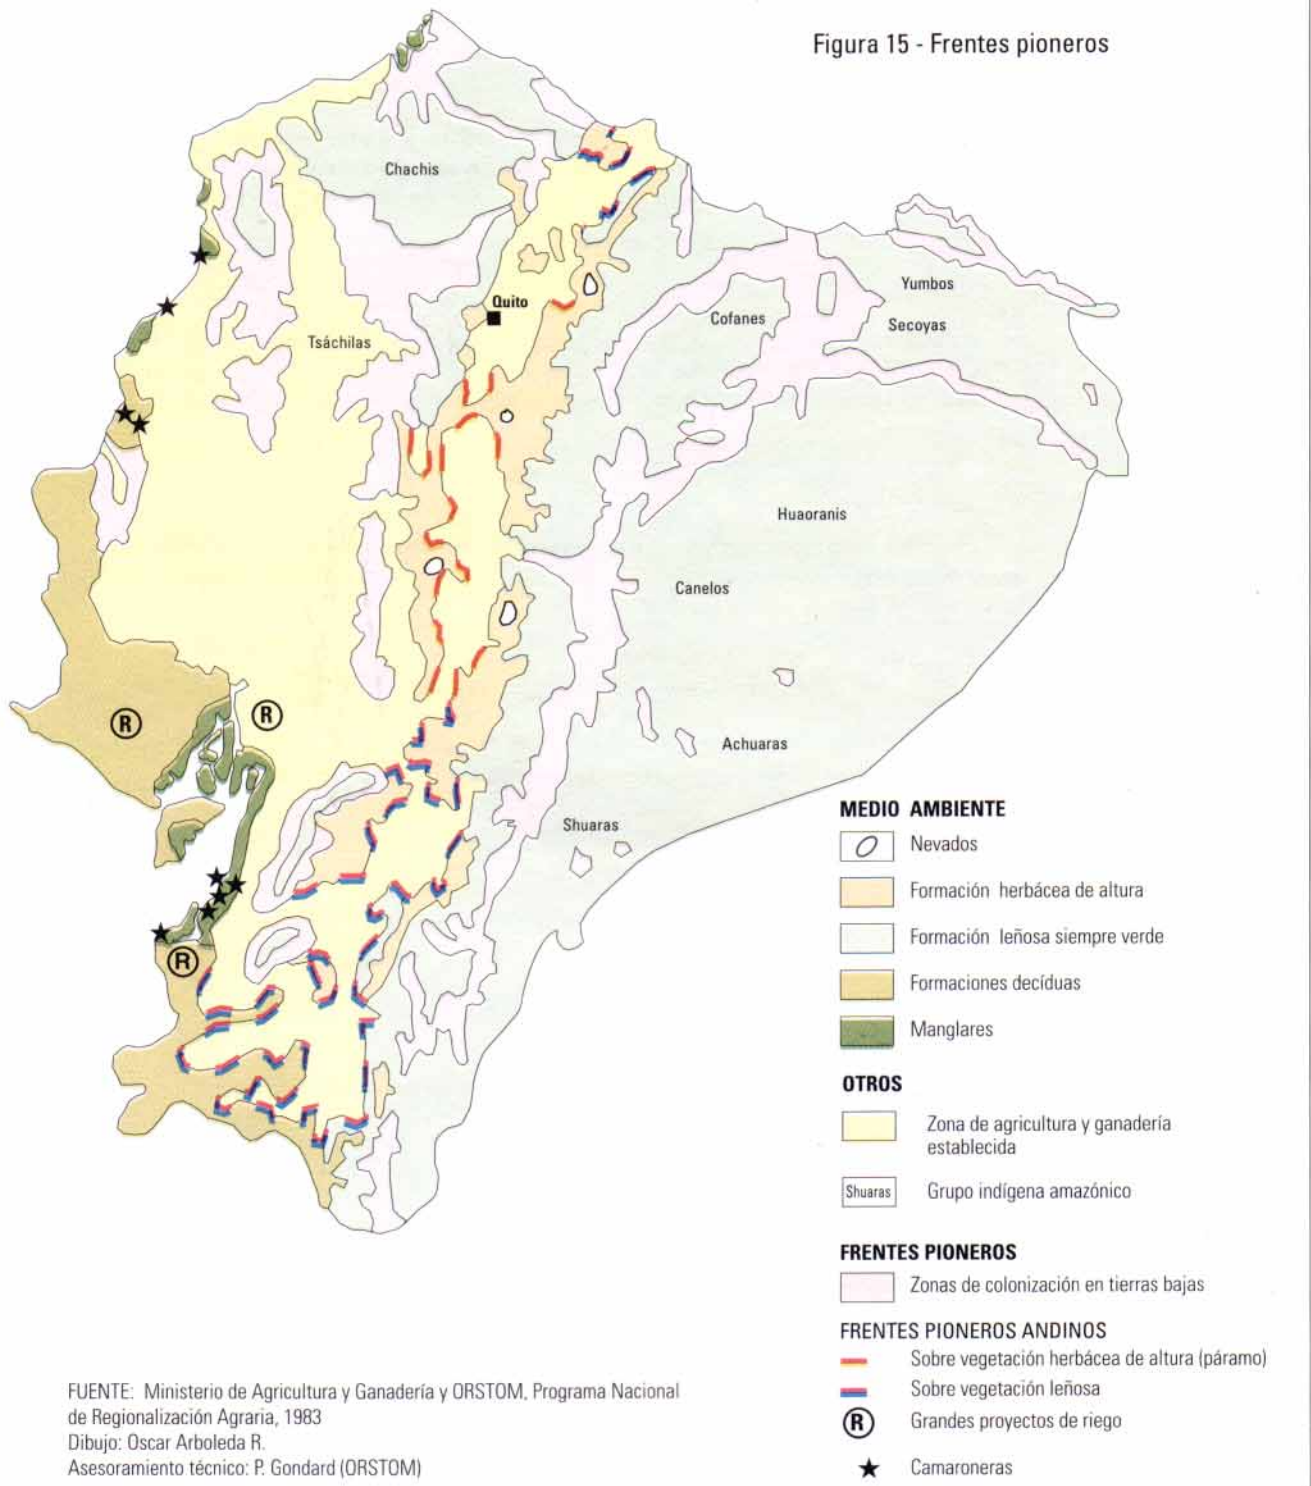 Figura 15 - Frentes pioneros
Chachis
Yumbos
Quito
Cofanes
Secoyas
Tsáchilas
Huaoranis
Canelos
R
R
Achuaras
Shuaras
R
MEDIO AMBIENTE
Nevados
Formación herbácea de altura
Formación leñosa siempre verde
Formaciones decíduas
Manglares
OTROS
Zona de agricultura y ganadería
establecida
Shuaras
Grupo indígena amazónico
FRENTES PIONEROS
Zonas de colonización en tierras bajas
FRENTES PIONEROS ANDINOS
Sobre vegetación herbácea de altura (páramo)
Sobre vegetación leñosa
R Grandes proyectos de riego
Camaroneras
FUENTE: Ministerio de Agricultura y Ganadería y ORSTOM, Programa Nacional
de Regionalización Agraria, 1983
Dibujo: Oscar Arboleda R.
Asesoramiento técnico: P. Gondard (ORSTOM)